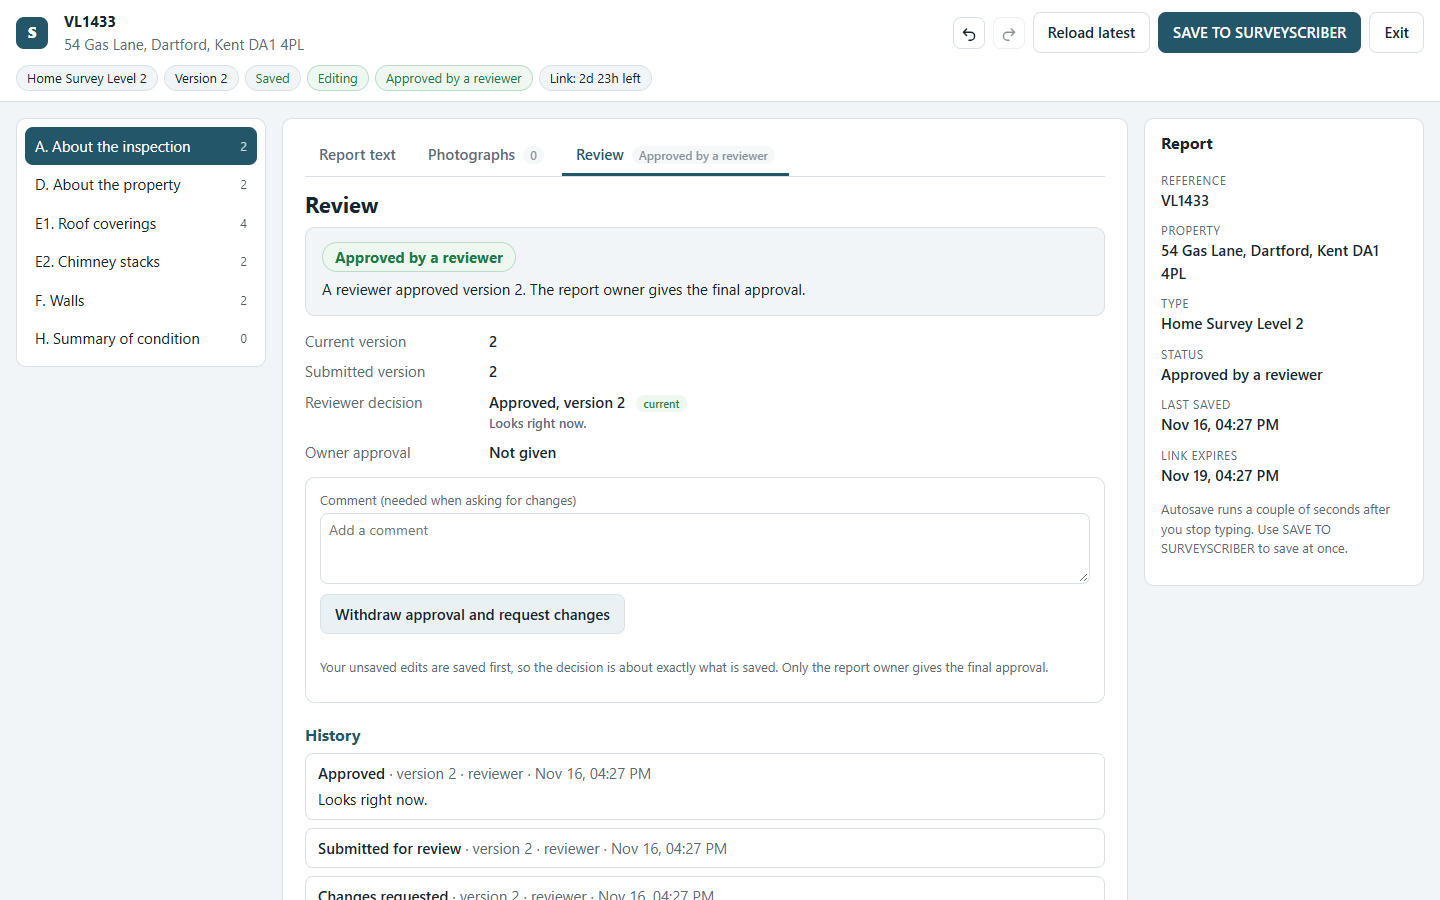 S
VL1433
54 Gas Lane, Dartford, Kent DA1 4PL
Reload latest
SAVE TO SURVEYSCRIBER
Exit
Home Survey Level 2
Version 2
Saved
Editing
Approved by a reviewer
Link: 2d 23h left
A. About the inspection 2
D. About the property 2
E1. Roof coverings 4
E2. Chimney stacks 2
F. Walls 2
H. Summary of condition 0
Report text
Photographs 0
Review Approved by a reviewer
Review
Approved by a reviewer
A reviewer approved version 2. The report owner gives the final approval.
Current version 2
Submitted version 2
Reviewer decision Approved, version 2 current
Looks right now.
Owner approval Not given
Comment (needed when asking for changes)
Add a comment
Withdraw approval and request changes
Your unsaved edits are saved first, so the decision is about exactly what is saved. Only the report owner gives the final approval.
History
Approved · version 2 · reviewer · Nov 16, 04:27 PM
Looks right now.
Submitted for review · version 2 · reviewer · Nov 16, 04:27 PM
Changes requested · version 2 · reviewer · Nov 16, 04:27 PM
Report
REFERENCE
VL1433
PROPERTY
54 Gas Lane, Dartford, Kent DA1
4PL
TYPE
Home Survey Level 2
STATUS
Approved by a reviewer
LAST SAVED
Nov 16, 04:27 PM
LINK EXPIRES
Nov 19, 04:27 PM
Autosave runs a couple of seconds after
you stop typing. Use SAVE TO
SURVEYSCRIBER to save at once.